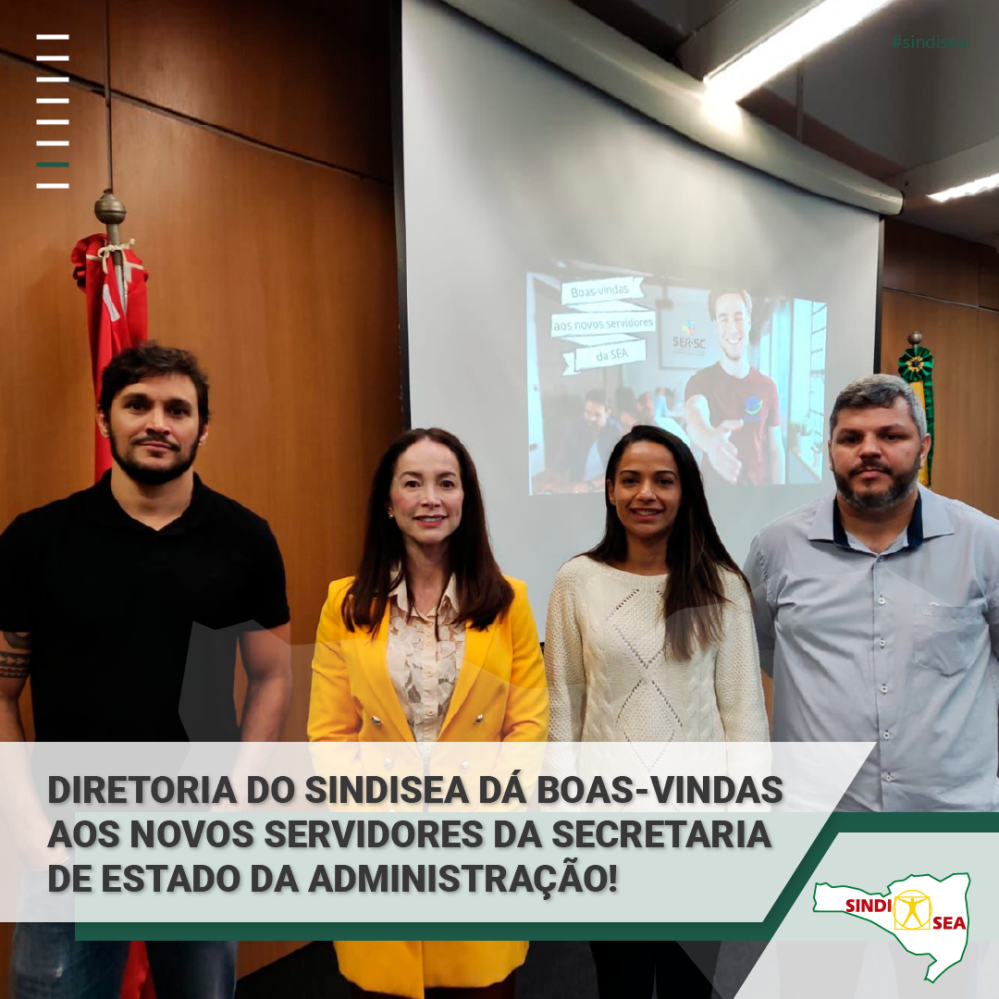 #sindisea
Boas-vindas
aos novos servidores
da SEA
SER-SC
DIRETORIA DO SINDISEA DÁ BOAS-VINDAS
AOS NOVOS SERVIDORES DA SECRETARIA
DE ESTADO DA ADMINISTRAÇÃO!
SINDI
SEA